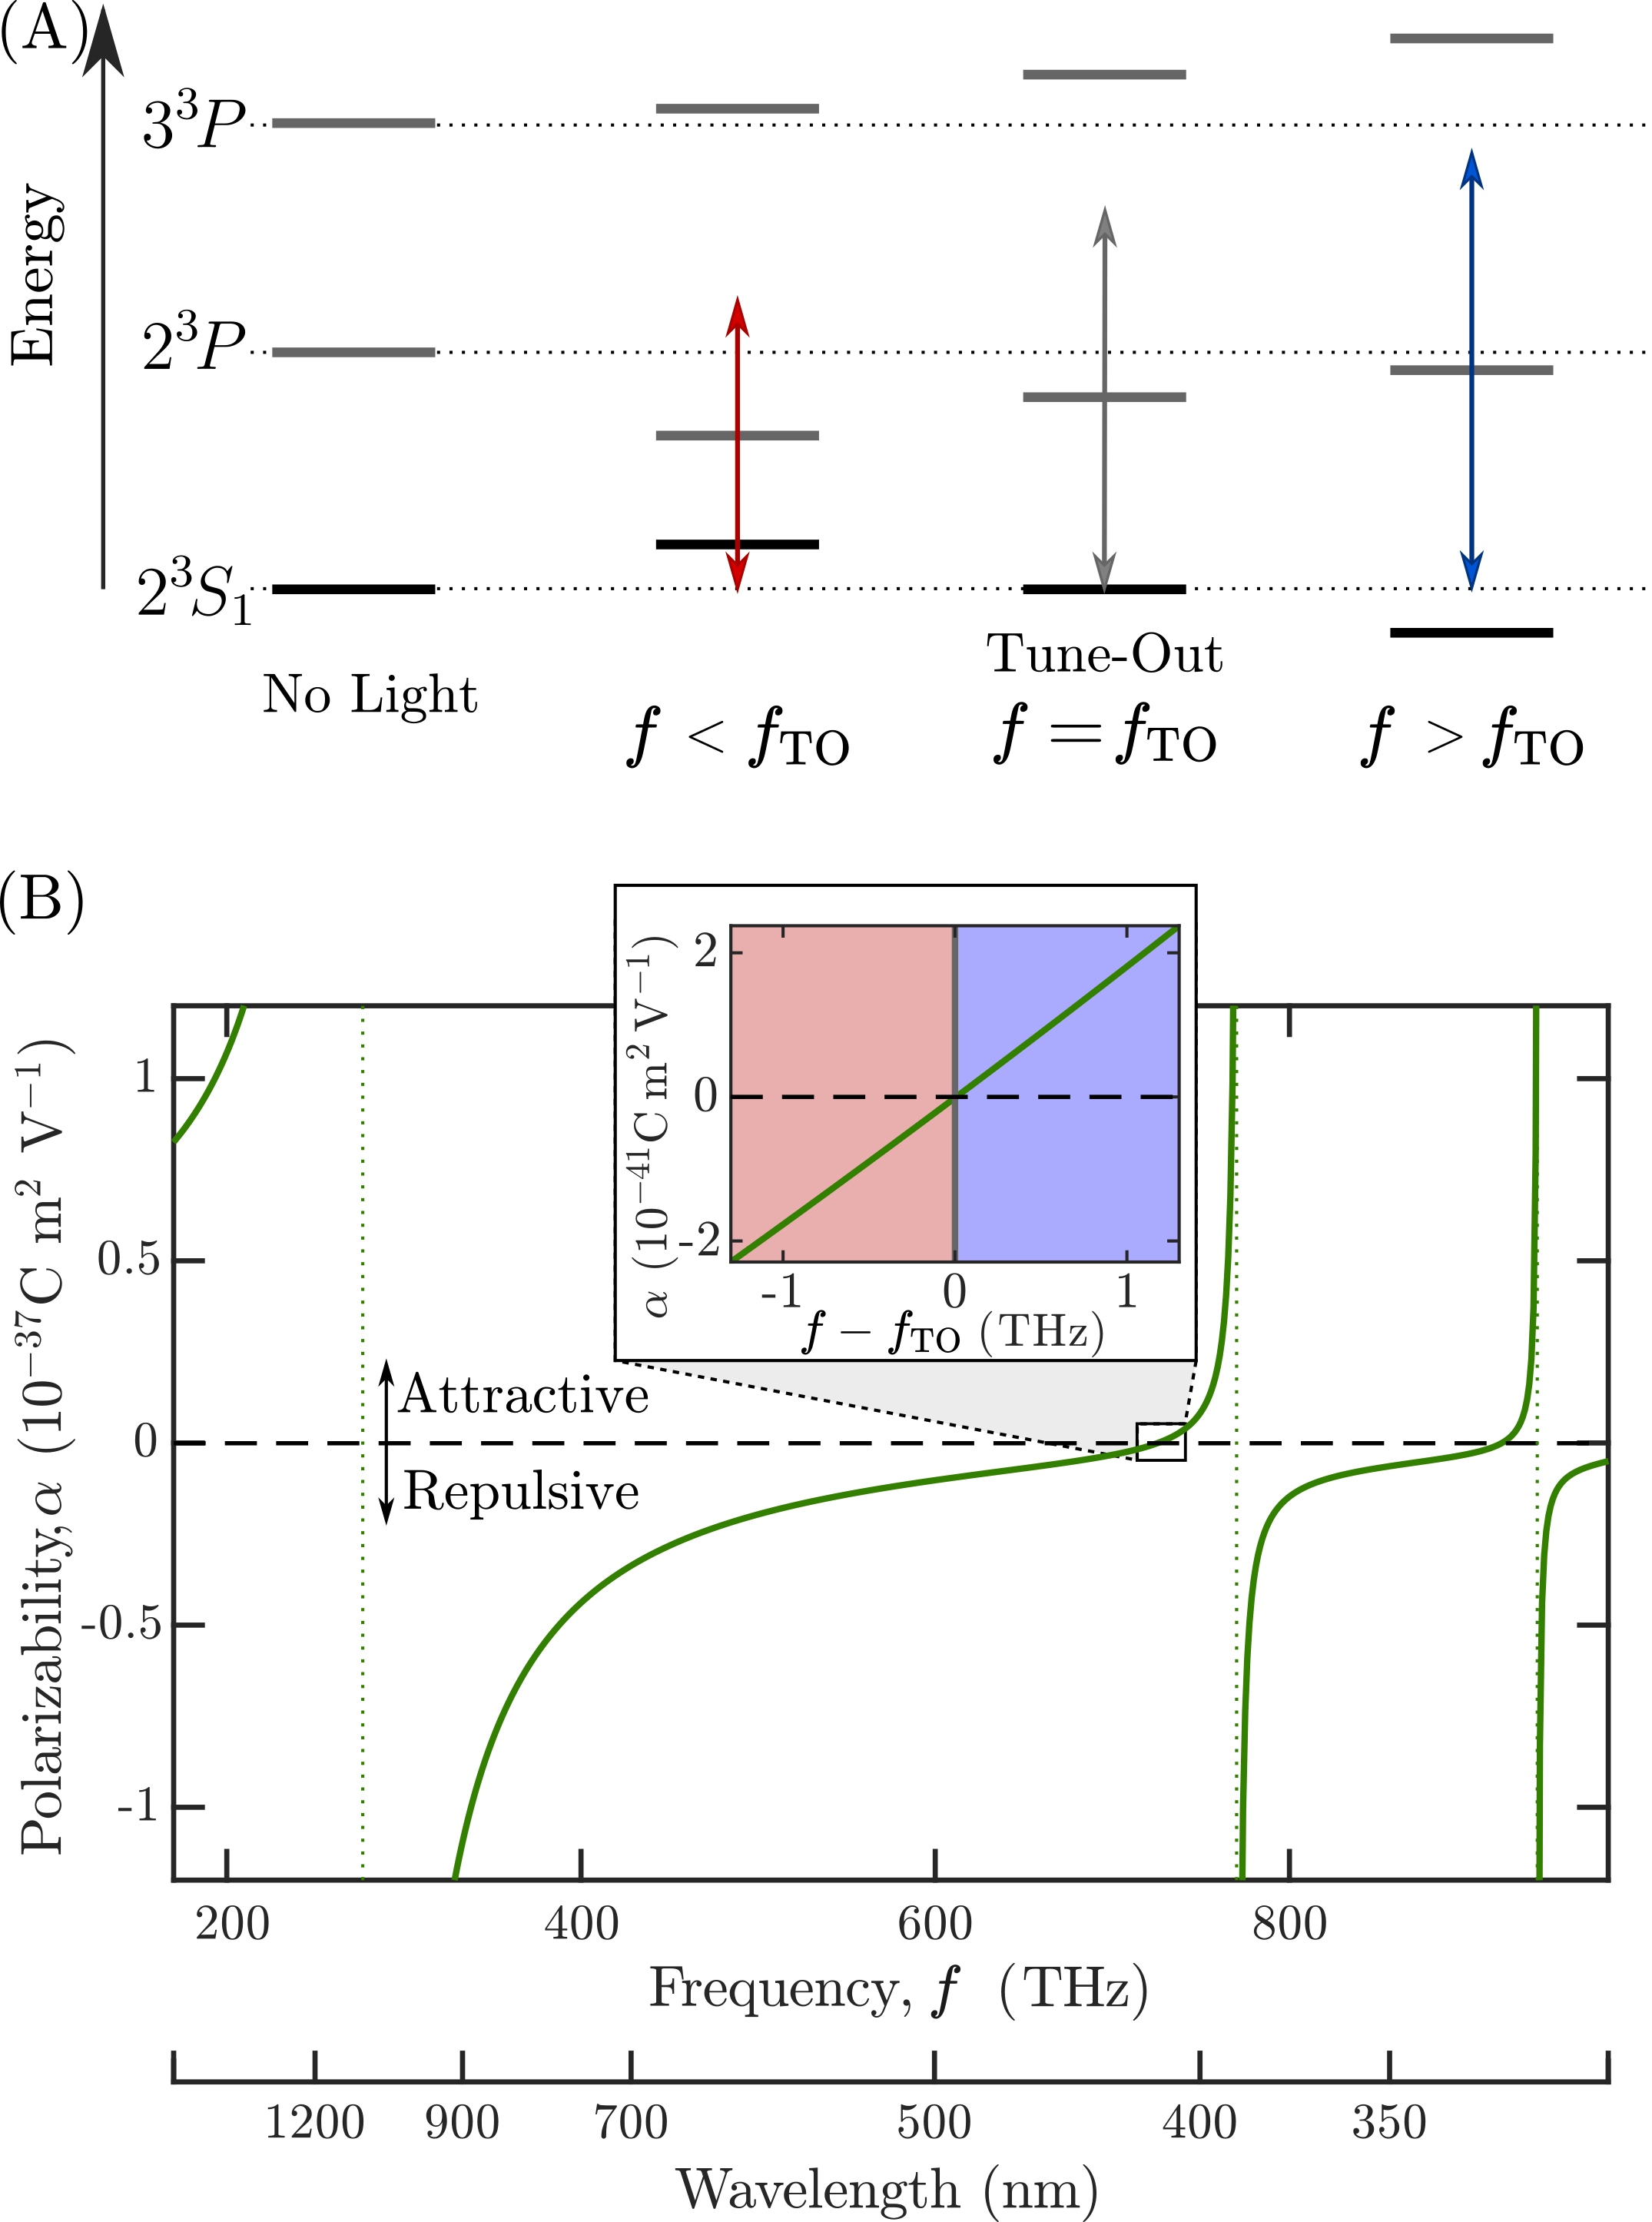 (A)
Energy
3³P
2³P
2³S₁
No Light
f < f_TO
Tune-Out
f = f_TO
f > f_TO
(B)
Polarizability, α (10⁻³⁷C m² V⁻¹)
1
0.5
0
-0.5
-1
α (10⁻⁴¹C m² V⁻¹)
2
0
-2
-1 0 1
f − f_TO (THz)
Attractive
Repulsive
200 400 600 800
Frequency, f (THz)
1200 900 700 500 400 350
Wavelength (nm)